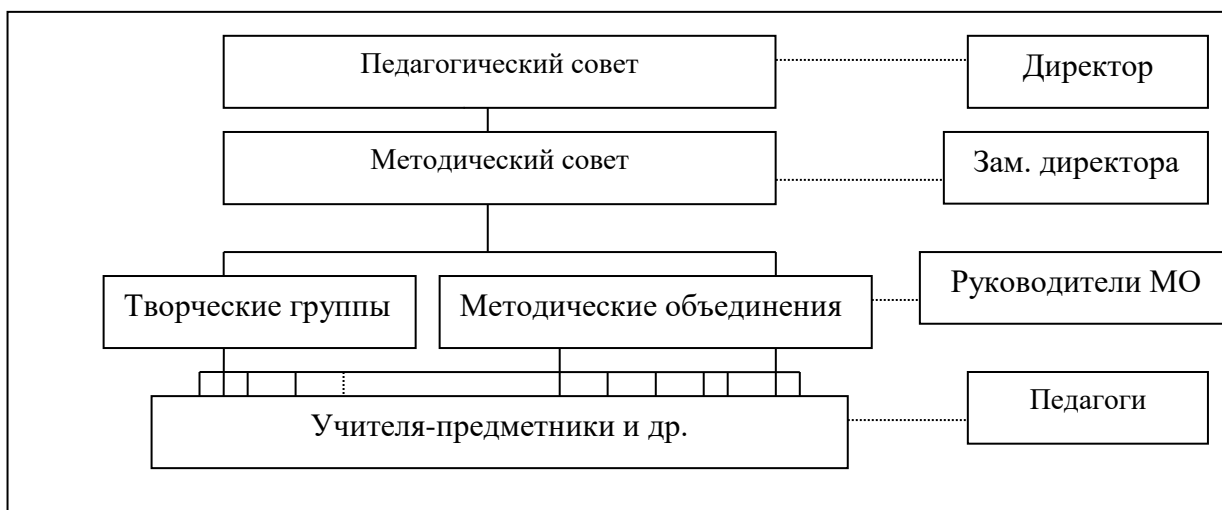 Педагогический совет
Директор
Методический совет
Зам. директора
Творческие группы
Методические объединения
Руководители МО
Учителя-предметники и др.
Педагоги